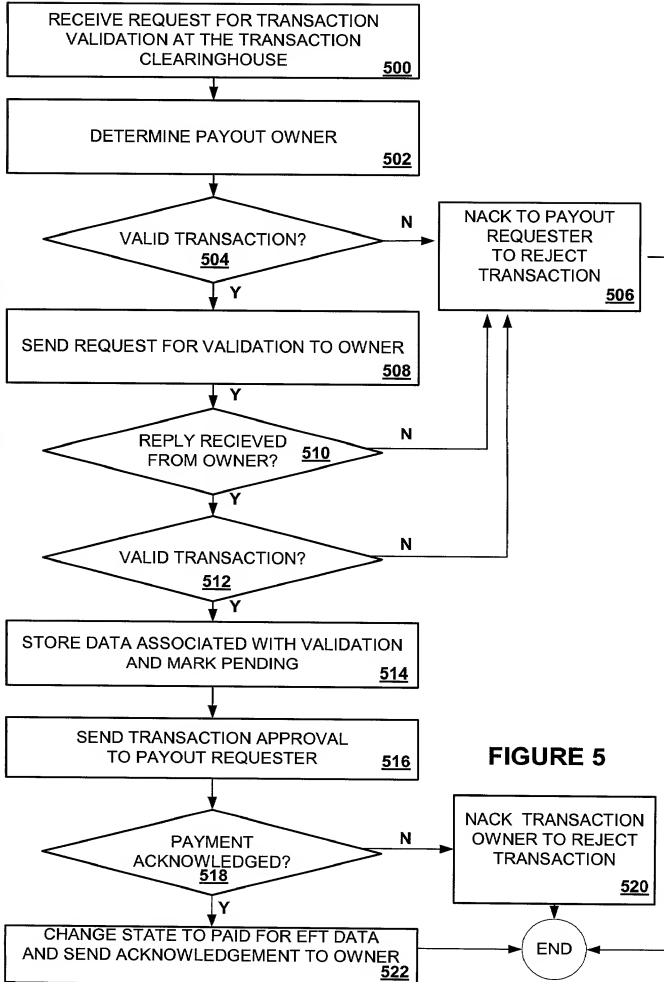 RECEIVE REQUEST FOR TRANSACTION
VALIDATION AT THE TRANSACTION
CLEARINGHOUSE
500
DETERMINE PAYOUT OWNER
502
VALID TRANSACTION?
504
N
Y
NACK TO PAYOUT
REQUESTER
TO REJECT
TRANSACTION
506
SEND REQUEST FOR VALIDATION TO OWNER
508
Y
REPLY RECIEVED
FROM OWNER?
510
N
Y
VALID TRANSACTION?
512
N
Y
STORE DATA ASSOCIATED WITH VALIDATION
AND MARK PENDING
514
SEND TRANSACTION APPROVAL
TO PAYOUT REQUESTER
516
FIGURE 5
PAYMENT
ACKNOWLEDGED?
518
N
Y
NACK TRANSACTION
OWNER TO REJECT
TRANSACTION
520
CHANGE STATE TO PAID FOR EFT DATA
AND SEND ACKNOWLEDGEMENT TO OWNER
522
END